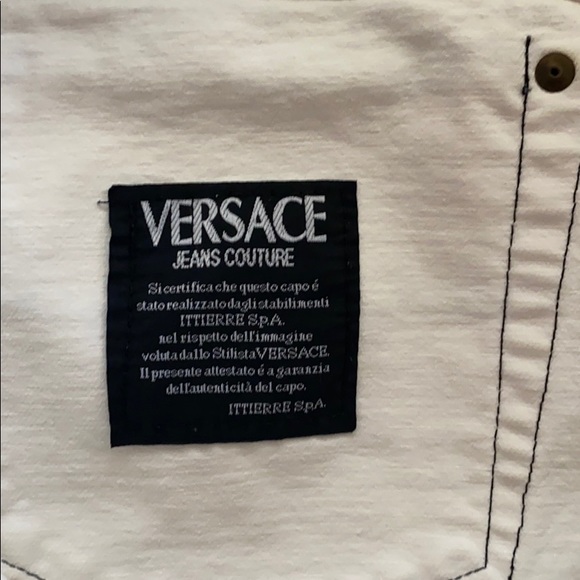 VERSACE
JEANS COUTURE
Si certifica che questo capo é
stato realizzato dagli stabilimenti
ITTIERRE S.p.A.
nel rispetto dell'immagine
voluta dallo Stilista VERSACE.
Il presente attestato é a garanzia
dell'autenticità del capo.
ITTIERRE S.p.A.